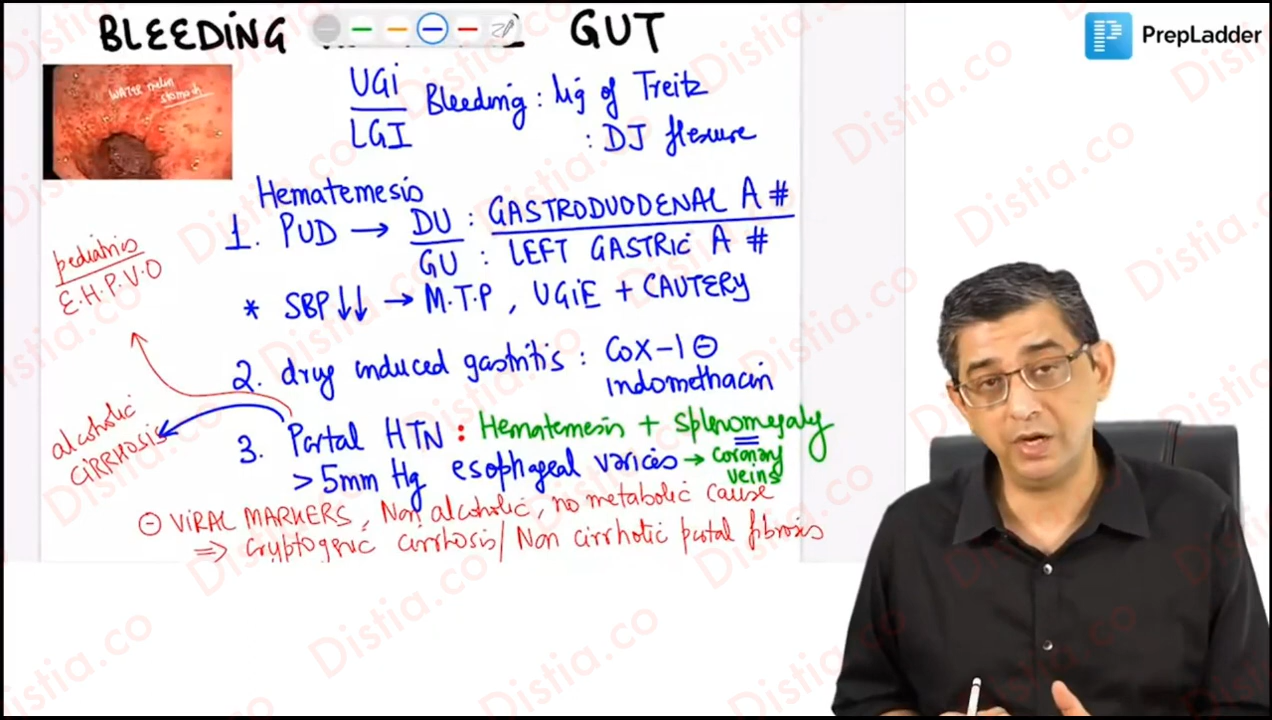 BLEEDING GUT
PrepLadder
WATER melon
stomach
UGI
LGI
Bleeding : lig of Treitz
: DJ flexure
Hematemesis
1. PUD → DU : GASTRODUODENAL A #
GU : LEFT GASTRIC A #
* SBP↓↓ → M.T.P, UGIE + CAUTERY
pediatrics
E.H.P.V.O
2. drug induced gastritis : COX-1 ⊖
indomethacin
alcoholic
CIRRHOSIS
3. Portal HTN : Hematemesis + Splenomegaly
> 5mm Hg esophageal varices → coronary
veins
⊖ VIRAL MARKERS, Non alcoholic, no metabolic cause
⇒ cryptogenic cirrhosis / Non cirrhotic portal fibrosis
Distia.co